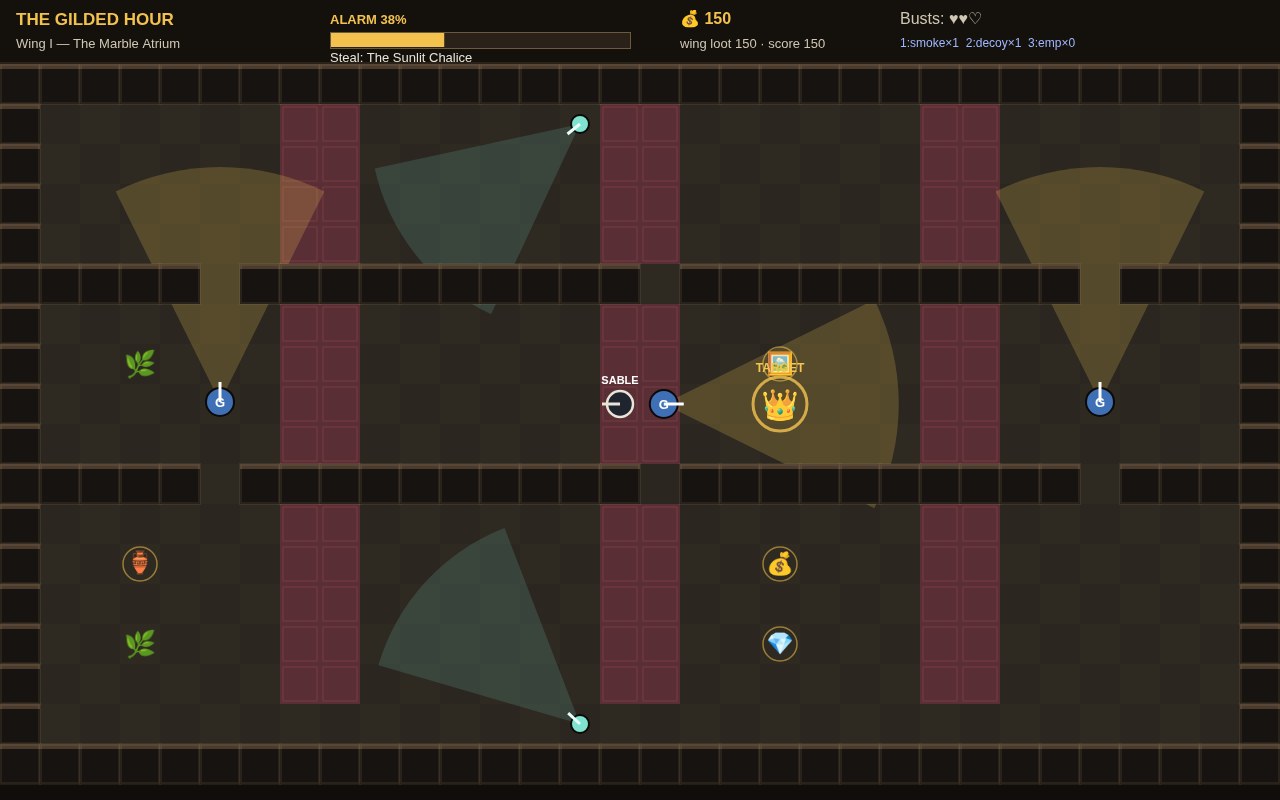 THE GILDED HOUR
Wing I — The Marble Atrium
ALARM 38%
Steal: The Sunlit Chalice
💰 150
wing loot 150 · score 150
Busts: ♥♥♡
1:smoke×1 2:decoy×1 3:emp×0
TARGET
SABLE
G
G
G